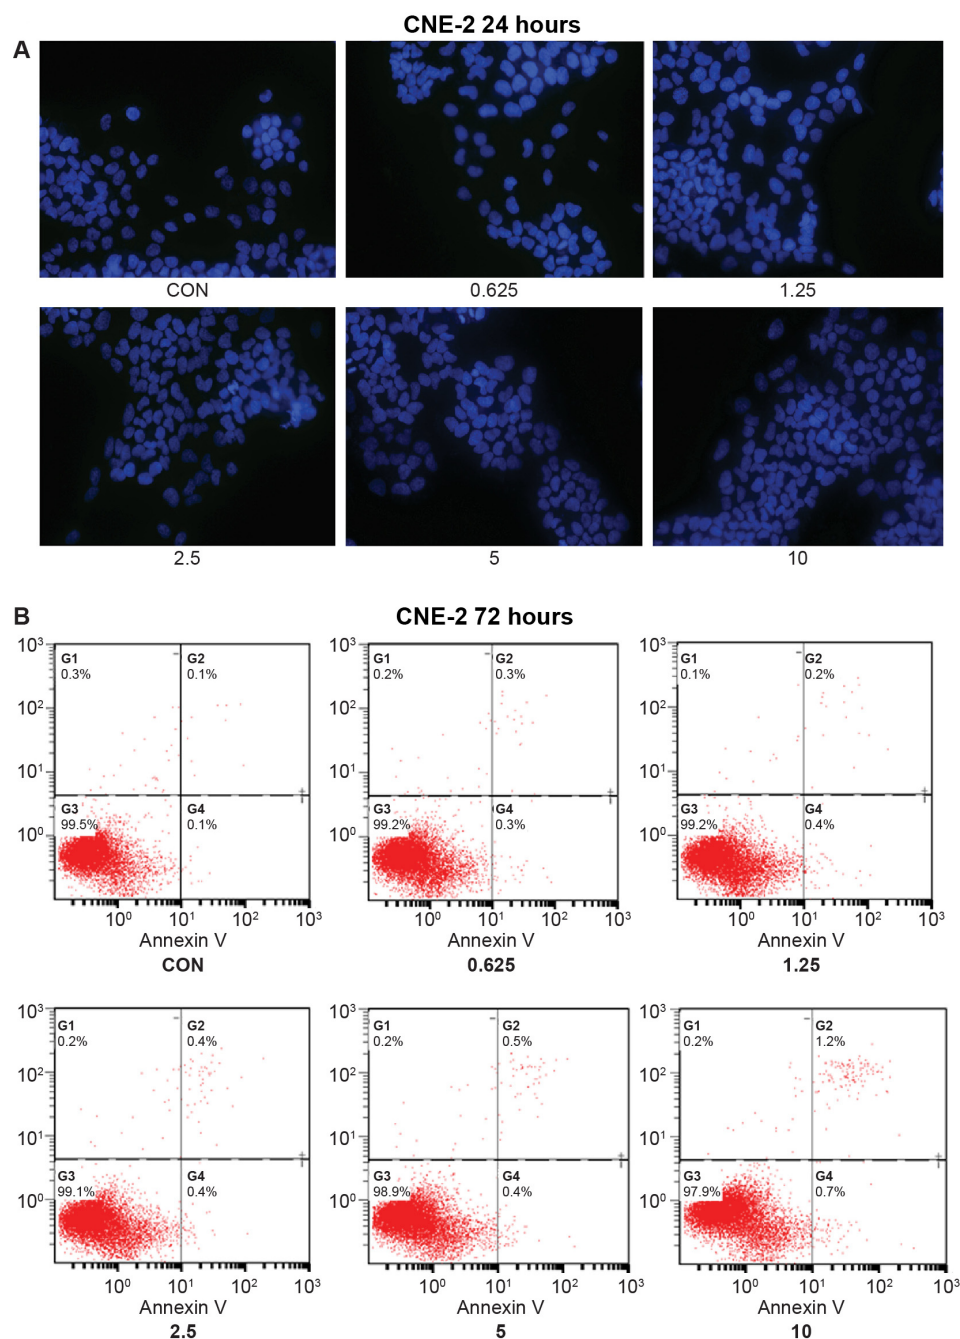 CNE-2 24 hours
A
CON
0.625
1.25
2.5
5
10
B
CNE-2 72 hours
10³
10²
10¹
10⁰
G1
0.3%
G2
0.1%
G3
99.5%
G4
0.1%
10⁰ 10¹ 10² 10³
Annexin V
CON
10³
10²
10¹
10⁰
G1
0.2%
G2
0.3%
G3
99.2%
G4
0.3%
10⁰ 10¹ 10² 10³
Annexin V
0.625
10³
10²
10¹
10⁰
G1
0.1%
G2
0.2%
G3
99.2%
G4
0.4%
10⁰ 10¹ 10² 10³
Annexin V
1.25
10³
10²
10¹
10⁰
G1
0.2%
G2
0.4%
G3
99.1%
G4
0.4%
10⁰ 10¹ 10² 10³
Annexin V
2.5
10³
10²
10¹
10⁰
G1
0.2%
G2
0.5%
G3
98.9%
G4
0.4%
10⁰ 10¹ 10² 10³
Annexin V
5
10³
10²
10¹
10⁰
G1
0.2%
G2
1.2%
G3
97.9%
G4
0.7%
10⁰ 10¹ 10² 10³
Annexin V
10